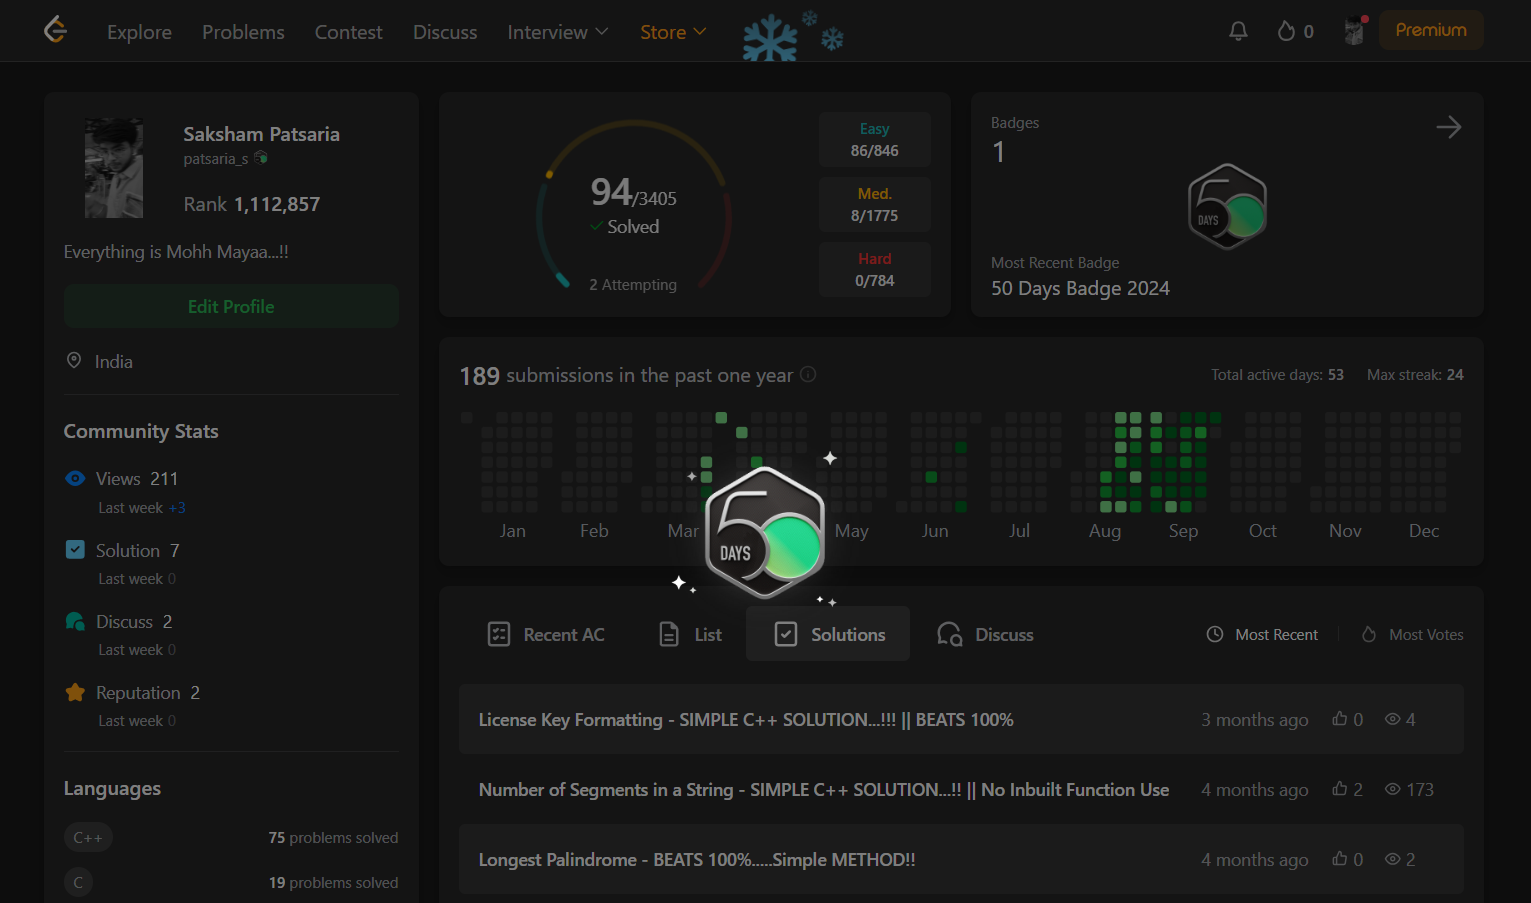 Explore Problems Contest Discuss Interview Store 0 Premium
Saksham Patsaria
patsaria_s
Rank 1,112,857
Everything is Mohh Mayaa...!!
Edit Profile
India
Community Stats
Views 211
Last week +3
Solution 7
Last week 0
Discuss 2
Last week 0
Reputation 2
Last week 0
Languages
C++ 75 problems solved
C 19 problems solved
94/3405
Solved
2 Attempting
Easy
86/846
Med.
8/1775
Hard
0/784
Badges
1
50
DAYS
Most Recent Badge
50 Days Badge 2024
189 submissions in the past one year Total active days: 53 Max streak: 24
Jan Feb Mar May Jun Jul Aug Sep Oct Nov Dec
50
DAYS
Recent AC List Solutions Discuss Most Recent Most Votes
License Key Formatting - SIMPLE C++ SOLUTION...!!! || BEATS 100% 3 months ago 0 4
Number of Segments in a String - SIMPLE C++ SOLUTION...!! || No Inbuilt Function Use 4 months ago 2 173
Longest Palindrome - BEATS 100%.....Simple METHOD!! 4 months ago 0 2